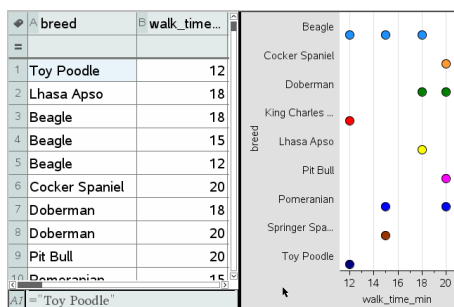 A breed B walk_time...
=
1 Toy Poodle 12
2 Lhasa Apso 18
3 Beagle 18
4 Beagle 15
5 Beagle 12
6 Cocker Spaniel 20
7 Doberman 18
8 Doberman 20
9 Pit Bull 20
10 Pomeranian 15
A1 ="Toy Poodle"
breed
Beagle
Cocker Spaniel
Doberman
King Charles ...
Lhasa Apso
Pit Bull
Pomeranian
Springer Spa...
Toy Poodle
12 14 16 18 20
walk_time_min